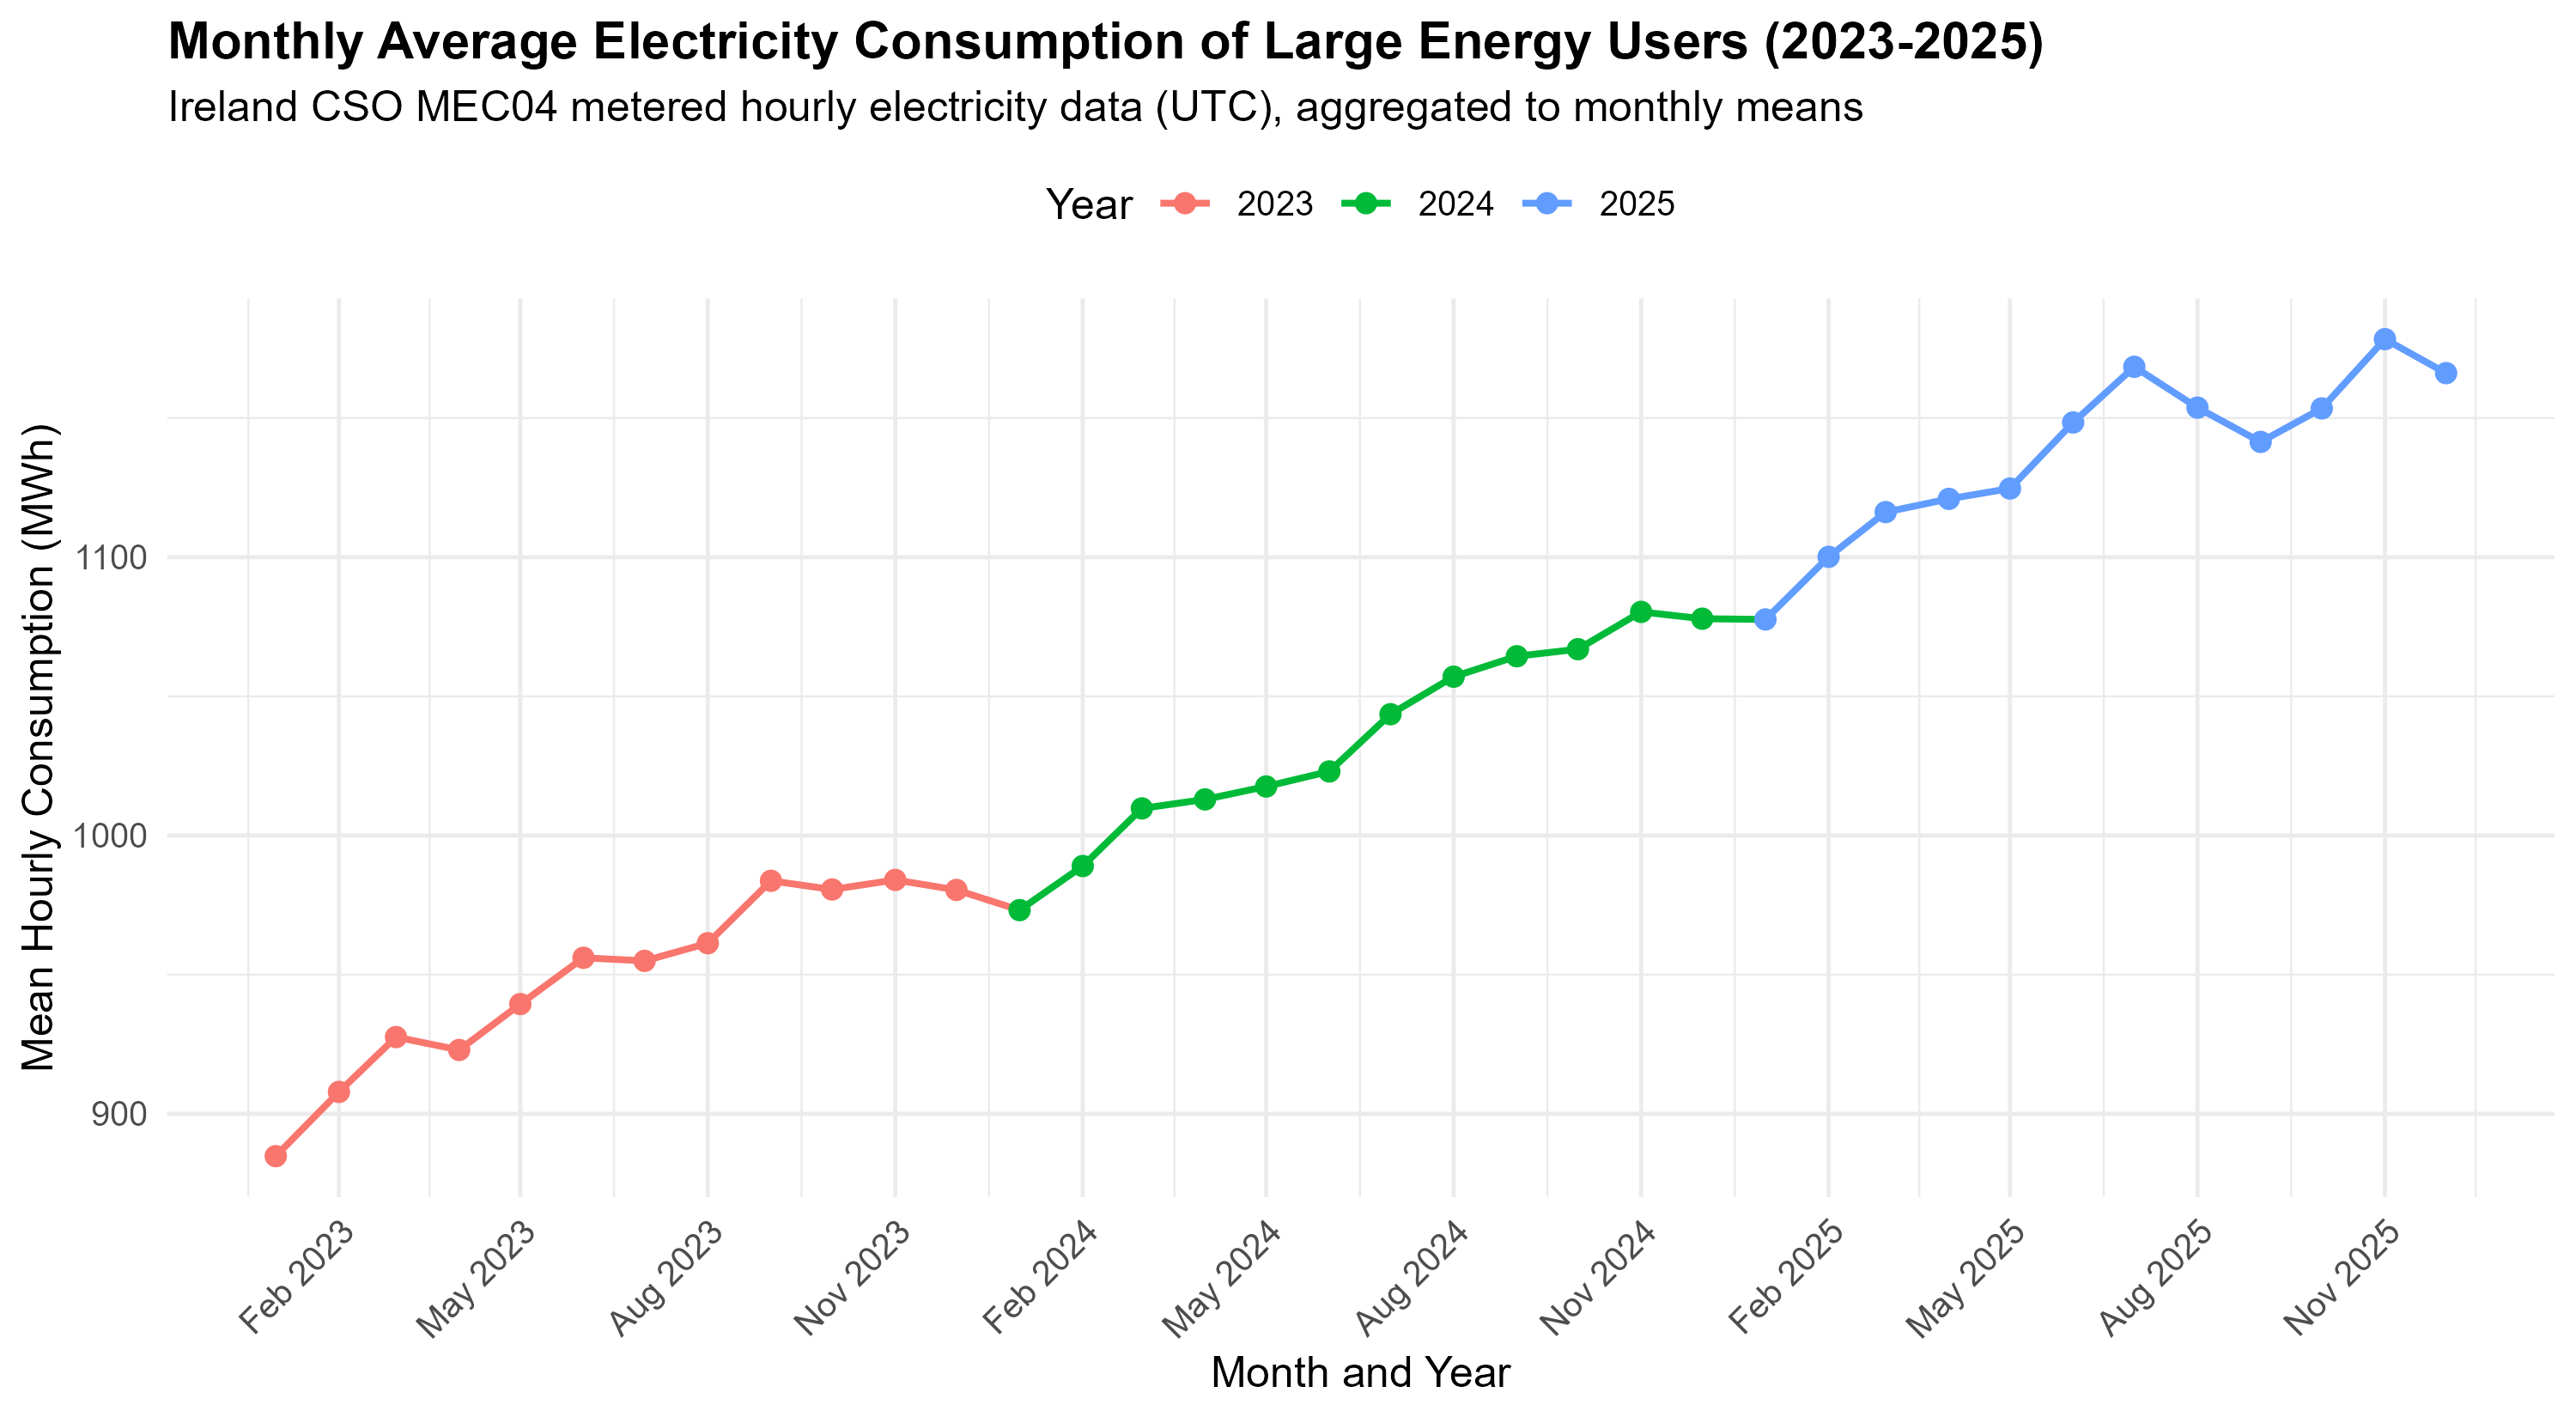 Monthly Average Electricity Consumption of Large Energy Users (2023-2025)
Ireland CSO MEC04 metered hourly electricity data (UTC), aggregated to monthly means
Year 2023 2024 2025
Mean Hourly Consumption (MWh)
1100
1000
900
Feb 2023 May 2023 Aug 2023 Nov 2023 Feb 2024 May 2024 Aug 2024 Nov 2024 Feb 2025 May 2025 Aug 2025 Nov 2025
Month and Year